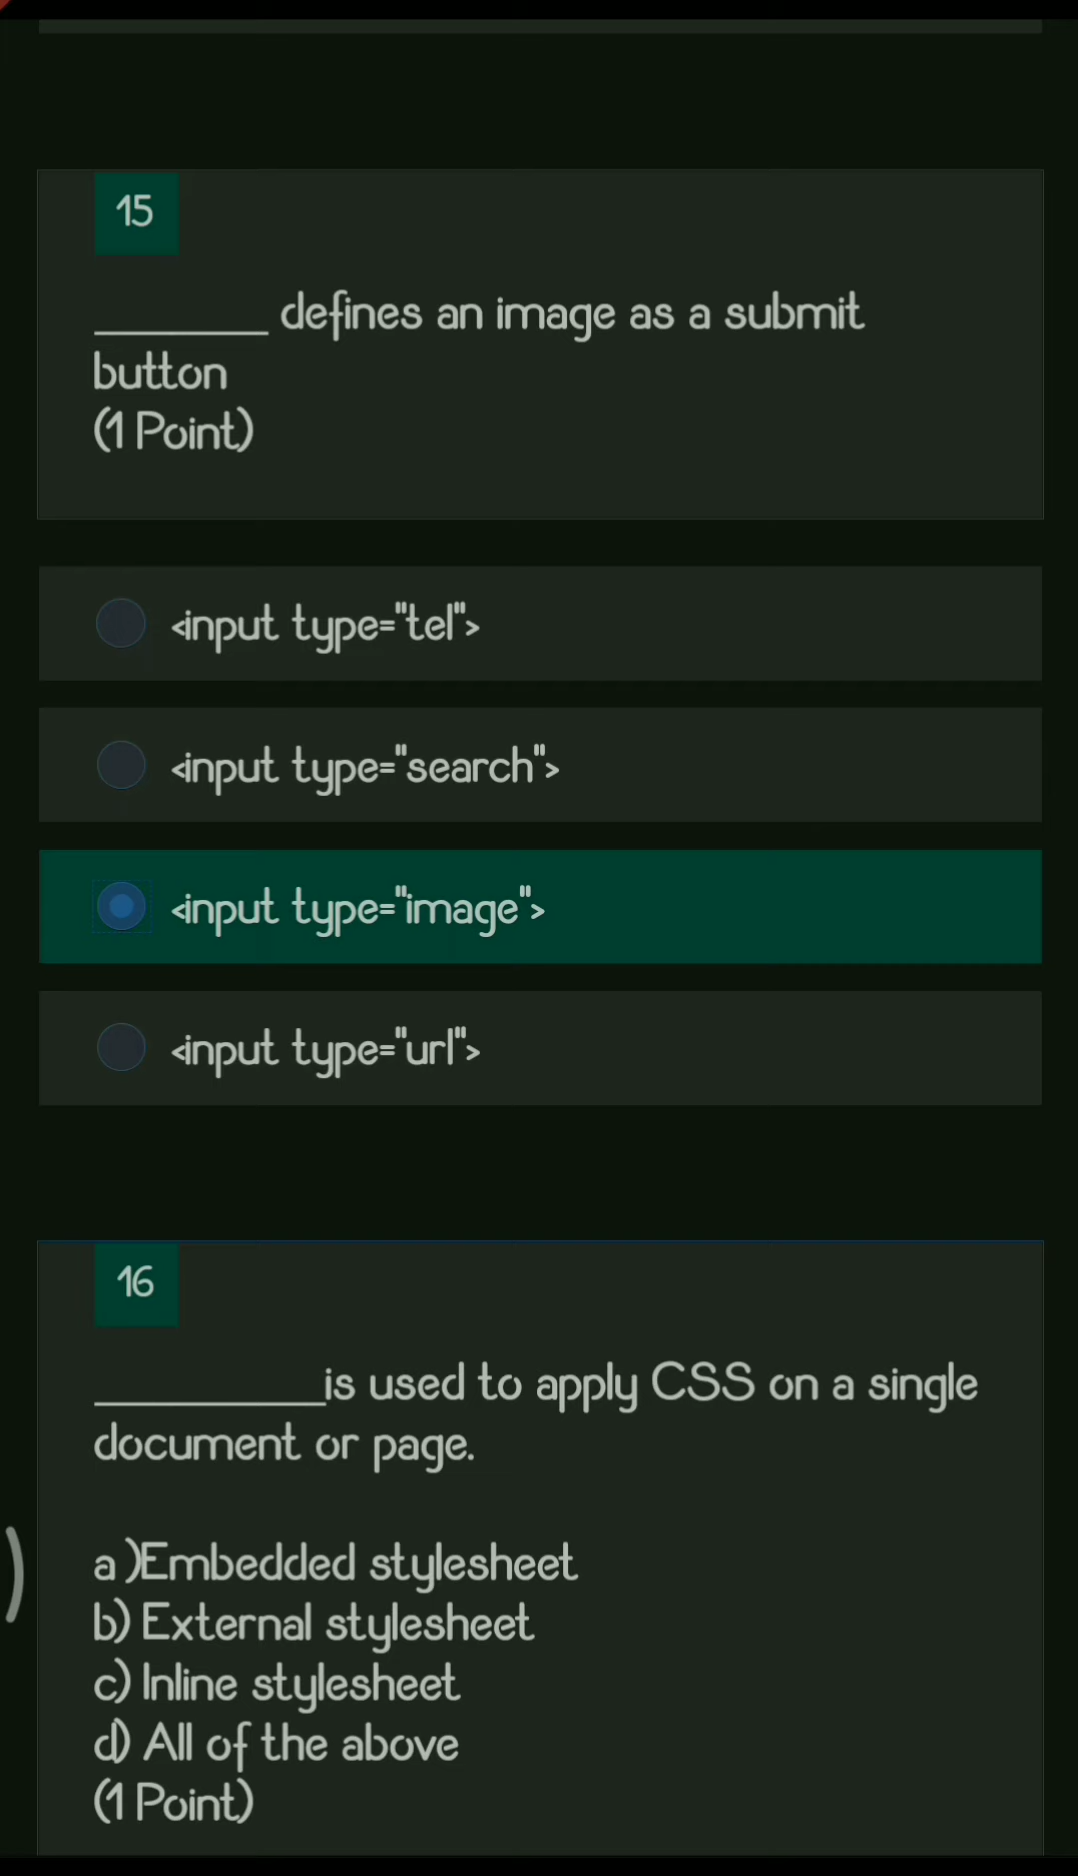 15
__________ defines an image as a submit
button
(1 Point)
<input type="tel">
<input type="search">
<input type="image">
<input type="url">
16
_____________is used to apply CSS on a single
document or page.
a )Embedded stylesheet
b) External stylesheet
c) Inline stylesheet
d) All of the above
(1 Point)